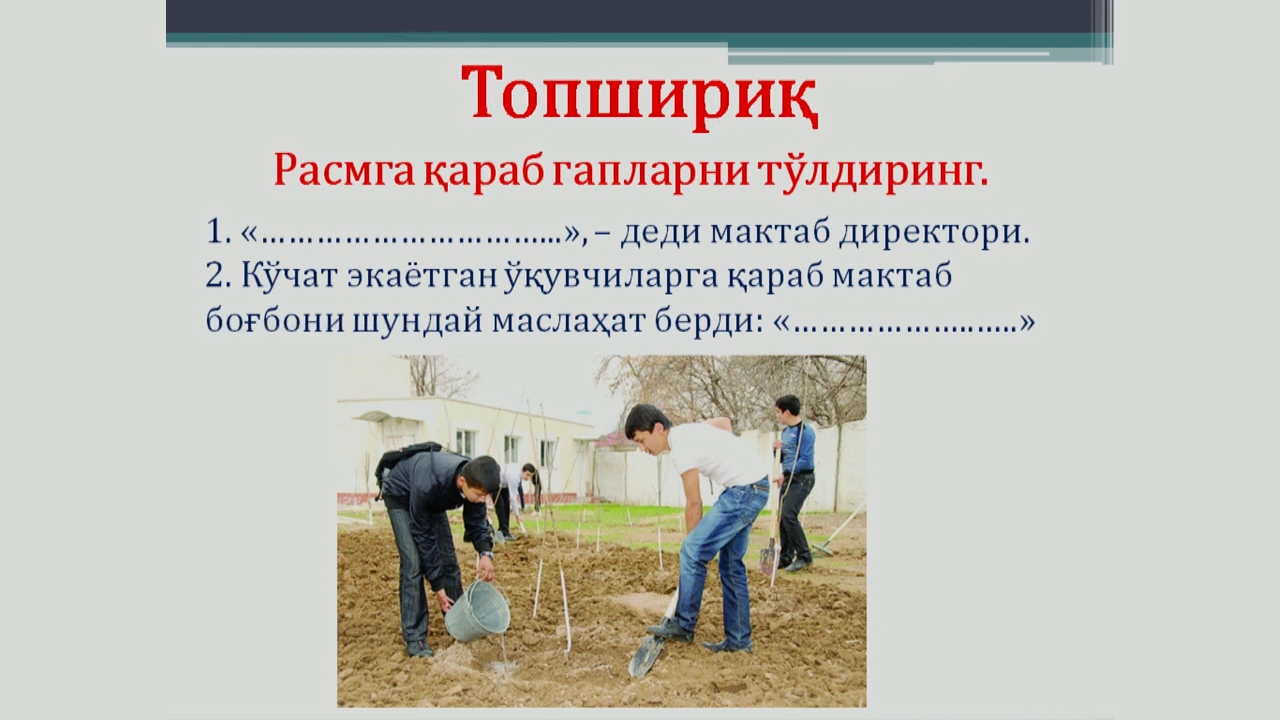 Топшириқ
Расмга қараб гапларни тўлдиринг.
1. «……………………………...», – деди мактаб директори.
2. Кўчат экаётган ўқувчиларга қараб мактаб
боғбони шундай маслаҳат берди: «………………..…...»